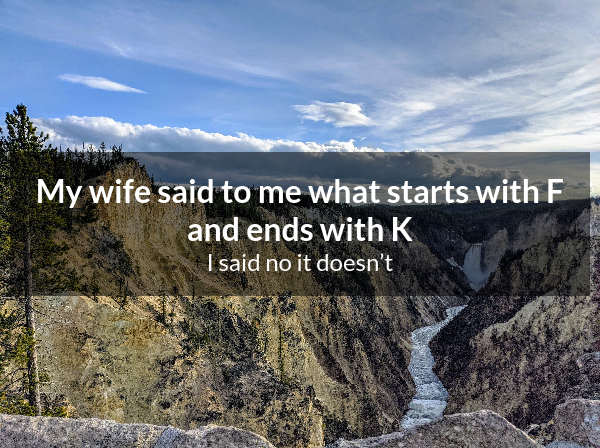 My wife said to me what starts with F
and ends with K
I said no it doesn’t